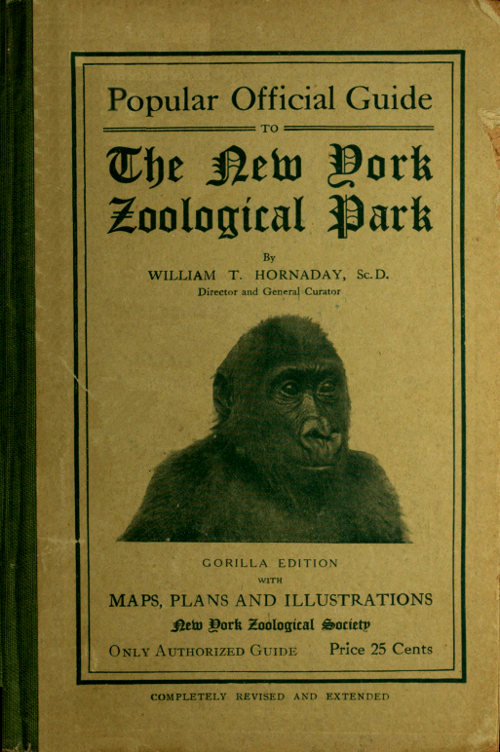 Popular Official Guide
TO
The New York
Zoological Park
By
WILLIAM T. HORNADAY, Sc.D.
Director and General Curator
GORILLA EDITION
WITH
MAPS, PLANS AND ILLUSTRATIONS
New York Zoological Society
ONLY AUTHORIZED GUIDE Price 25 Cents
COMPLETELY REVISED AND EXTENDED